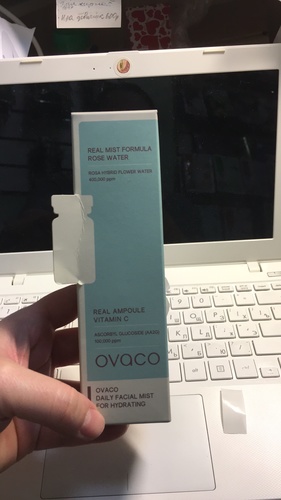 REAL MIST FORMULA
ROSE WATER
ROSA HYBRID FLOWER WATER
400,000 ppm
REAL AMPOULE
VITAMIN C
ASCORBYL GLUCOSIDE (AA2G)
100,000 ppm
ovaco
OVACO
DAILY FACIAL MIST
FOR HYDRATING